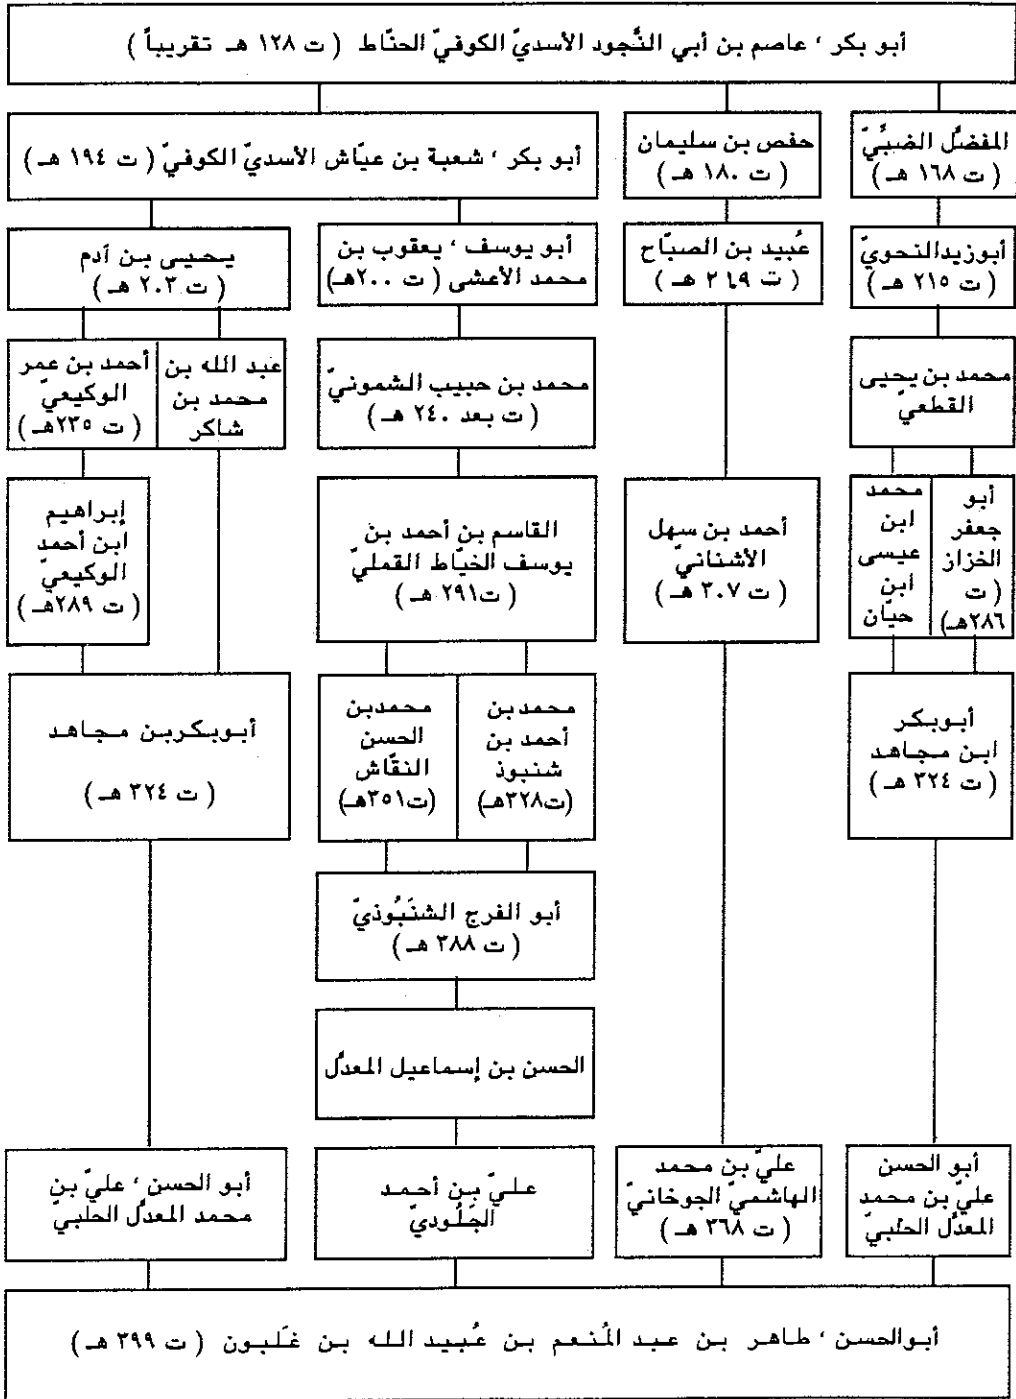 أبو بكر ، عاصم بن أبي النُّجود الأسديّ الكوفيّ الحنّاط ( ت ١٢٨ هـ تقريباً )
المفضَّل الضبِّيّ
( ت ١٦٨ هـ )
حفص بن سليمان
( ت ١٨٠ هـ )
أبو بكر ، شعبة بن عيّاش الأسديّ الكوفيّ ( ت ١٩٤ هـ )
أبوزيدالنحويّ
( ت ٢١٥ هـ )
عُبيد بن الصبّاح
( ت ٢١٩ هـ )
أبو يوسف ، يعقوب بن
محمد الأعشى ( ت ٢٠٠هـ)
يحيى بن آدم
( ت ٢٠٣ هـ )
محمد بن يحيى
القطعيّ
محمد بن حبيب الشمونيّ
( ت بعد ٢٤٠ هـ )
عبد الله بن
محمد بن
شاكر
أحمد بن عمر
الوكيعيّ
( ت ٢٣٥هـ )
أبو
جعفر
الخزاز
( ت
٢٨٦هـ)
محمد
ابن
عيسى
ابن
حيّان
أحمد بن سهل
الأشنانيّ
( ت ٣٠٧ هـ )
القاسم بن أحمد بن
يوسف الخيّاط القمليّ
( ت٢٩١ هـ )
إبراهيم
ابن أحمد
الوكيعيّ
( ت ٢٨٩هـ )
أبوبكر
ابن مجاهد
( ت ٣٢٤ هـ )
محمدبن
أحمد بن
شنبوذ
(ت٣٢٨هـ)
محمدبن
الحسن
النقّاش
(ت٣٥١هـ)
أبوبكربن مجاهد
( ت ٣٢٤ هـ )
أبو الفرج الشنَبُوذيّ
( ت ٣٨٨ هـ )
الحسن بن إسماعيل المعدَّل
أبو الحسن
عليّ بن محمد
المعدَّل الحلبيّ
عليّ بن محمد
الهاشميّ الجوخانيّ
( ت ٣٦٨ هـ )
عليّ بن أحمد
الجَلُوديّ
أبو الحسن ، عليّ بن
محمد المعدَّل الحلبيّ
أبوالحسن ، طاهر بن عبد المُنعم بن عُبيد الله بن غَلبون ( ت ٣٩٩ هـ )